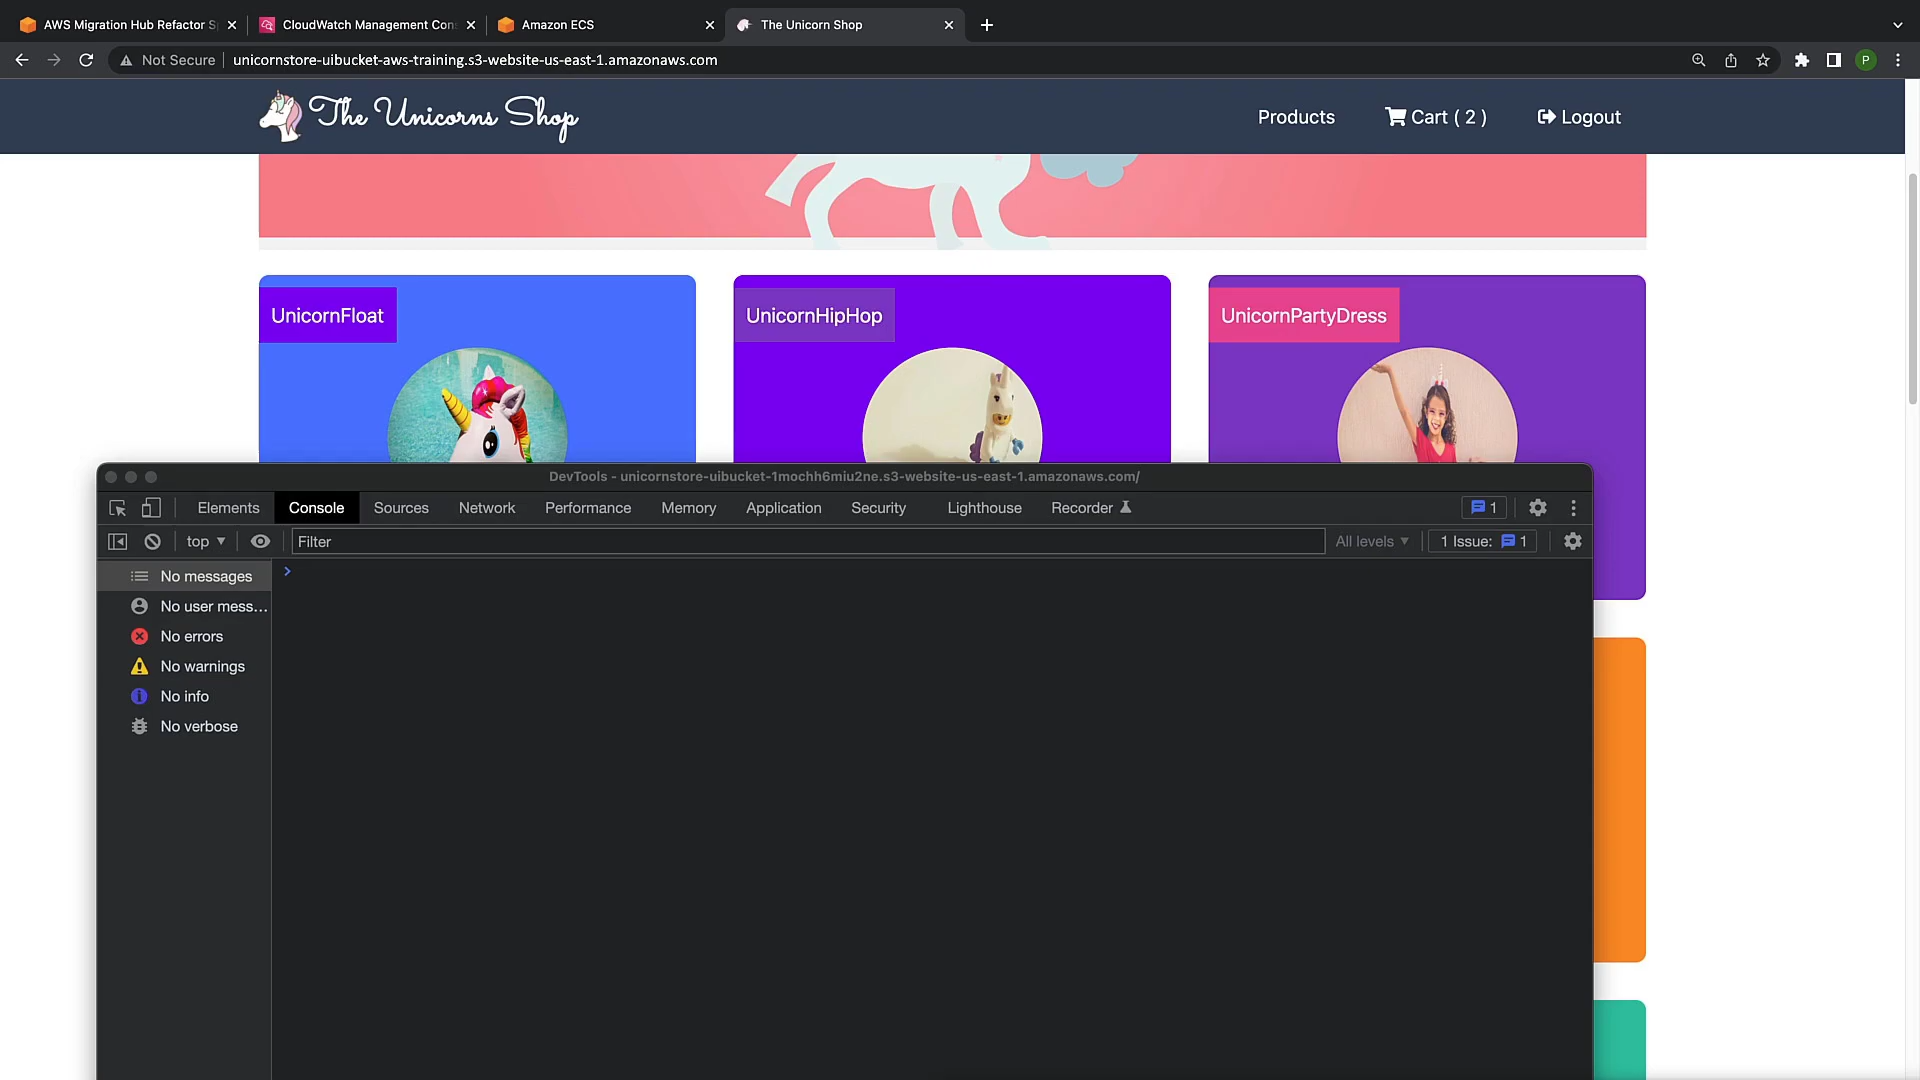 AWS Migration Hub Refactor S
CloudWatch Management Con
Amazon ECS
The Unicorn Shop
Not Secure
unicornstore-uibucket-aws-training.s3-website-us-east-1.amazonaws.com
P
The Unicorns Shop
Products
Cart ( 2 )
Logout
UnicornFloat
UnicornHipHop
UnicornPartyDress
DevTools - unicornstore-uibucket-1mochh6miu2ne.s3-website-us-east-1.amazonaws.com/
Elements
Console
Sources
Network
Performance
Memory
Application
Security
Lighthouse
Recorder
1
top
Filter
All levels
1 Issue: 1
No messages
No user mess...
No errors
No warnings
No info
No verbose